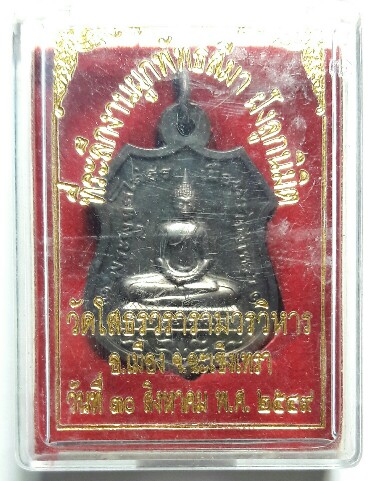 ที่ระลึกงานผูกพัทธสีมา ฝังลูกนิมิต
วัดโสธรวรารามวรวิหาร
อ.เมือง จ.ฉะเชิงเทรา
วันที่ ๓๐ สิงหาคม พ.ศ. ๒๕๔๙